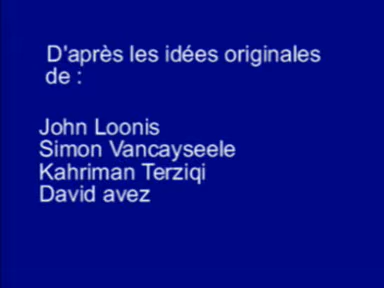 D'après les idées originales
de :
John Loonis
Simon Vancayseele
Kahriman Terziqi
David avez